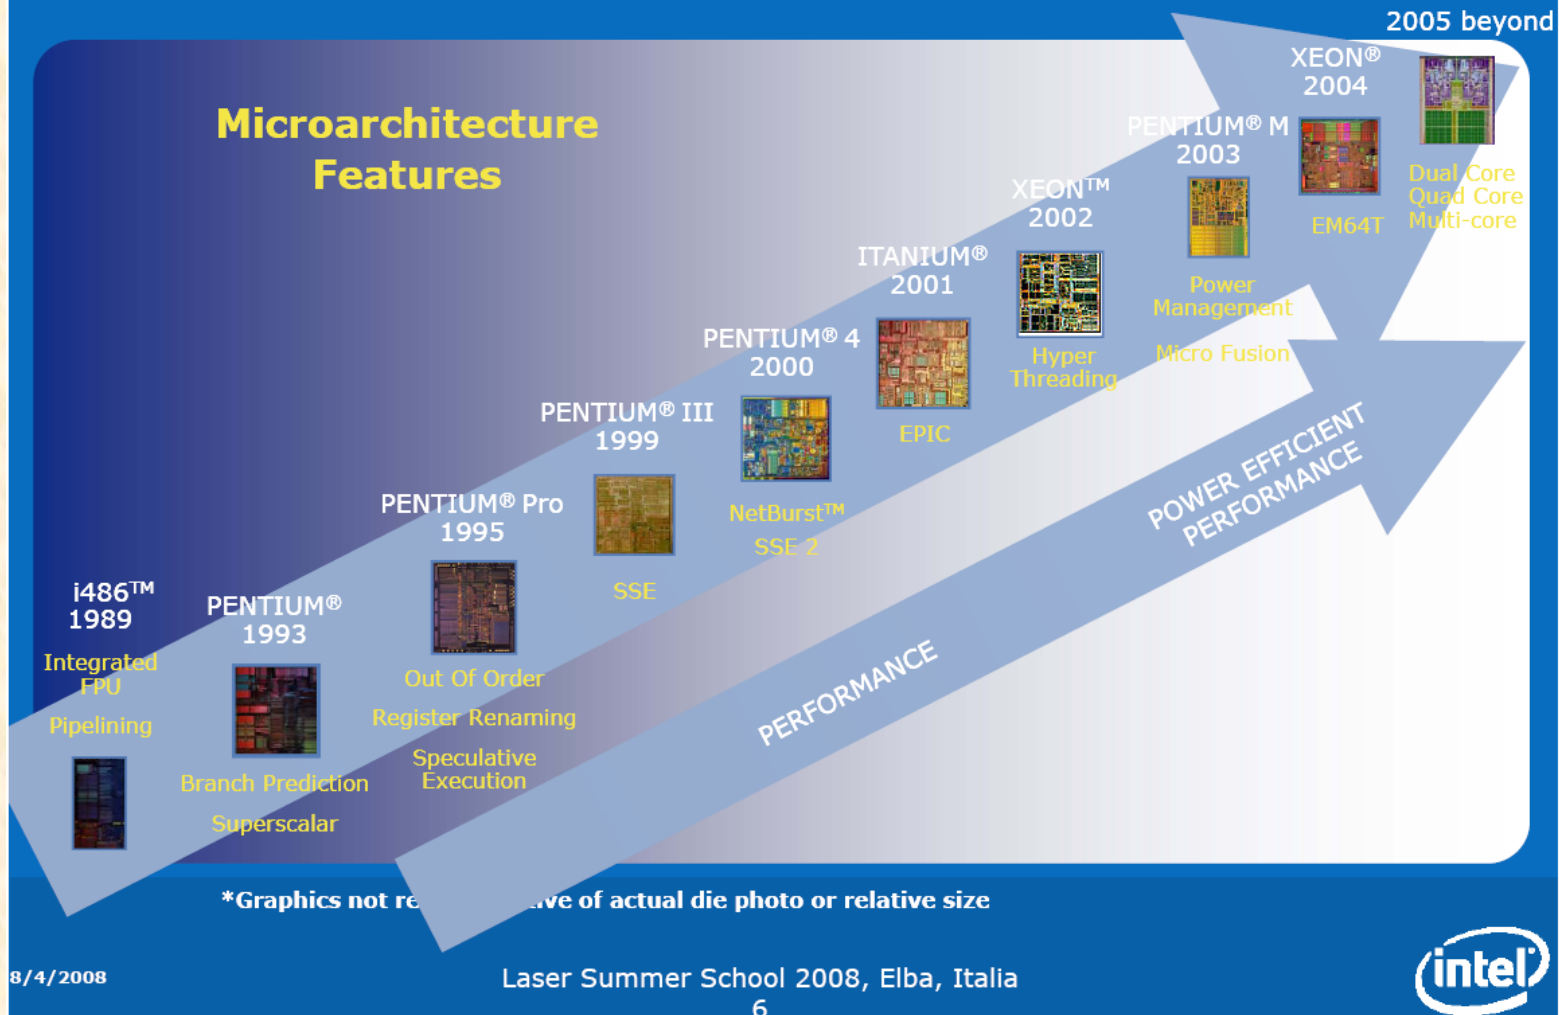 2005 beyond
Microarchitecture
Features
i486™
1989
Integrated
FPU
Pipelining
PENTIUM®
1993
Branch Prediction
Superscalar
PENTIUM® Pro
1995
Out Of Order
Register Renaming
Speculative
Execution
PENTIUM® III
1999
SSE
PENTIUM® 4
2000
NetBurst™
SSE 2
ITANIUM®
2001
EPIC
XEON™
2002
Hyper
Threading
PENTIUM® M
2003
Power
Management
Micro Fusion
XEON®
2004
EM64T
Dual Core
Quad Core
Multi-core
POWER EFFICIENT
PERFORMANCE
PERFORMANCE
*Graphics not of actual die photo or relative size
8/4/2008
Laser Summer School 2008, Elba, Italia
6
intel®